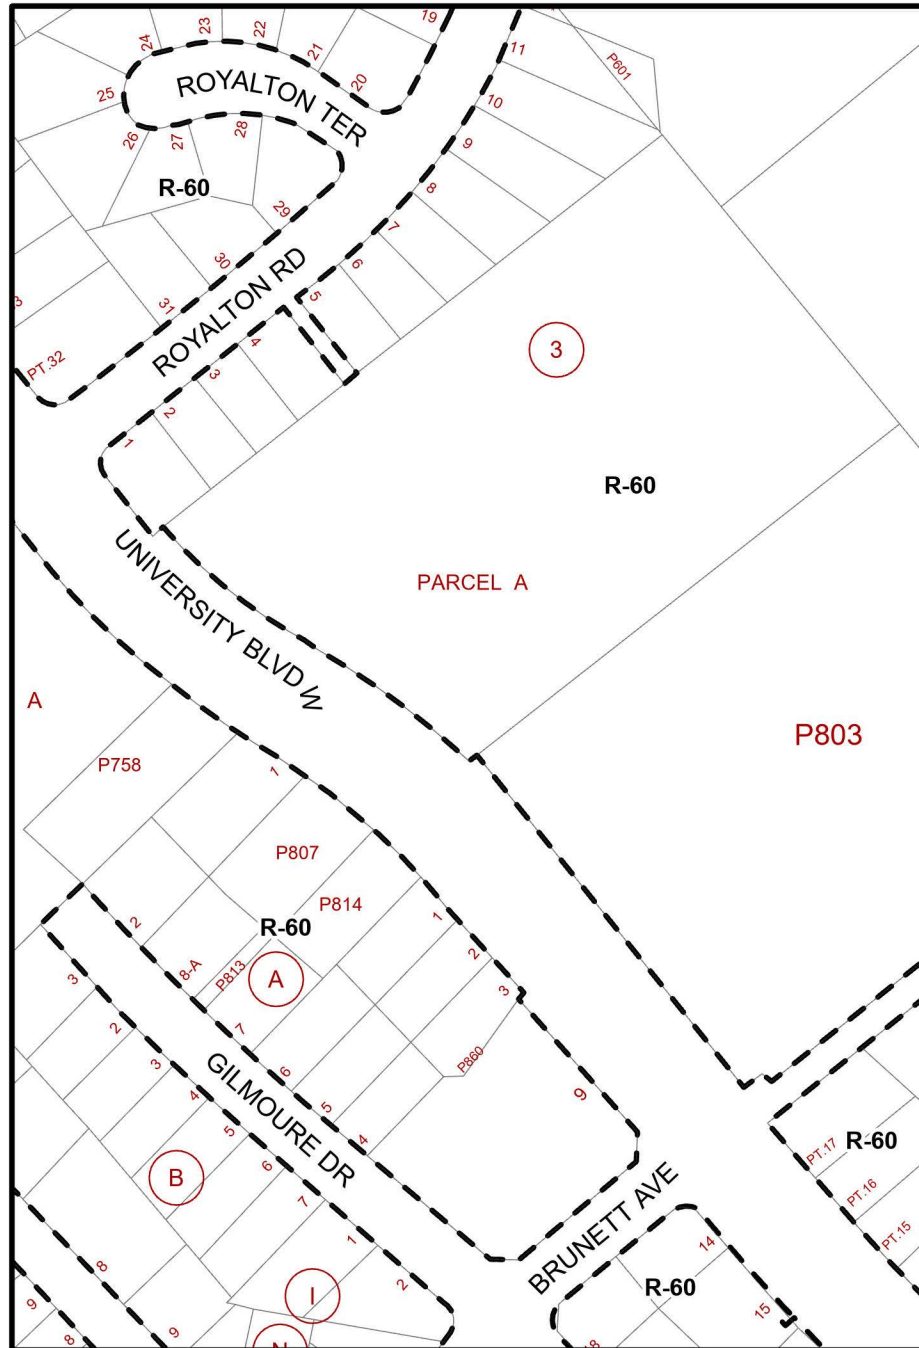 19
23
22
24
21
11
20
P601
25
ROYALTON TER
10
28
26
27
9
R-60
8
29
7
30
6
ROYALTON RD
3
5
31
4
3
PT.32
3
2
1
R-60
UNIVERSITY BLVD W
PARCEL A
A
P803
P758
1
P807
P814
1
2
R-60
2
8-A
P813
A
3
3
2
7
P860
3
GILMOURE DR
6
9
4
5
5
4
R-60
6
PT.17
B
7
BRUNETT AVE
PT.16
1
14
PT.15
8
2
R-60
I
9
15
9
8
N
18